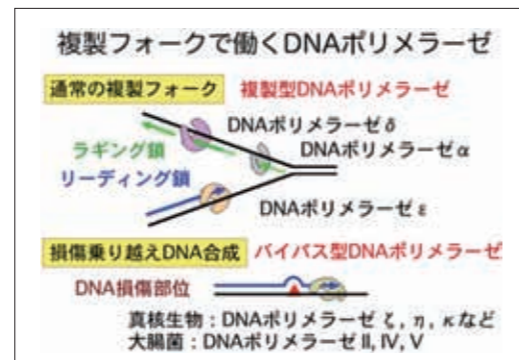 複製フォークで働くDNAポリメラーゼ
通常の複製フォーク 複製型DNAポリメラーゼ
DNAポリメラーゼδ
ラギング鎖 DNAポリメラーゼα
リーディング鎖
DNAポリメラーゼε
損傷乗り越えDNA合成 バイパス型DNAポリメラーゼ
DNA損傷部位
真核生物：DNAポリメラーゼ ζ, η, κなど
大腸菌：DNAポリメラーゼ II, IV, V